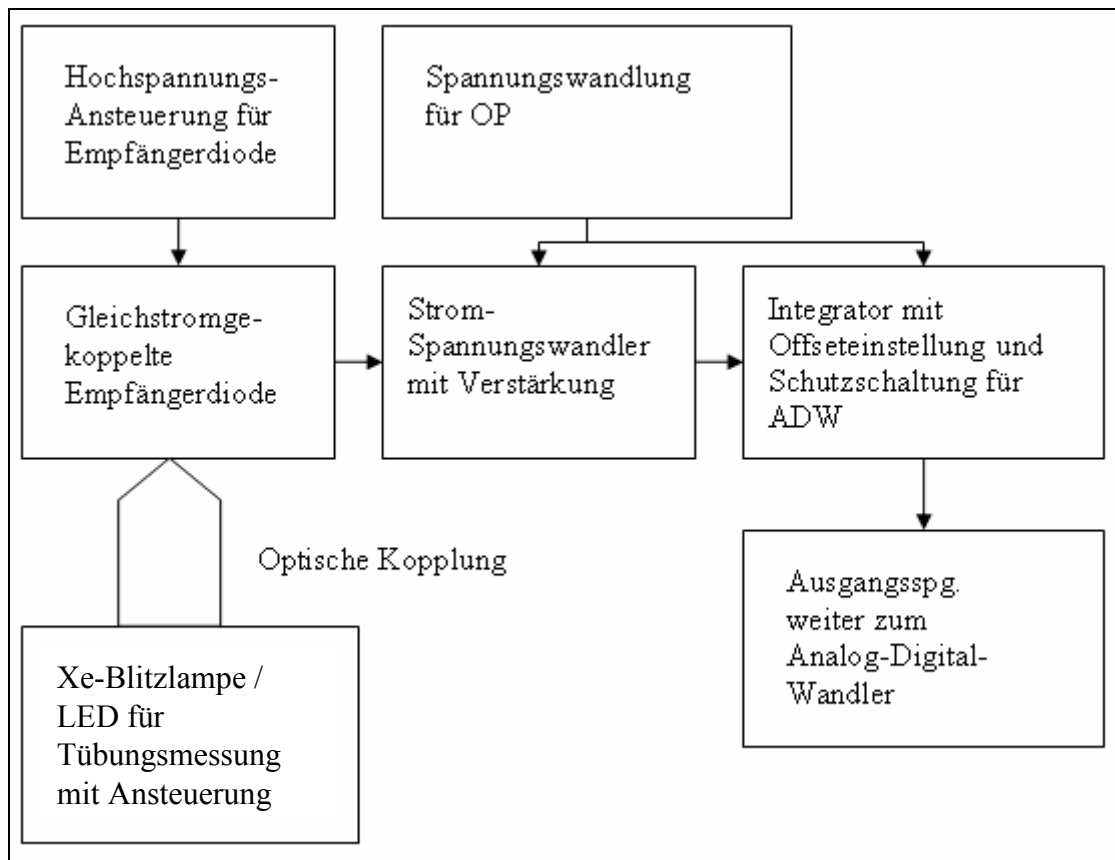 Hochspannungs-
Ansteuerung für
Empfängerdiode
Spannungswandlung
für OP
Gleichstromge-
koppelte
Empfängerdiode
Strom-
Spannungswandler
mit Verstärkung
Integrator mit
Offseteinstellung und
Schutzschaltung für
ADW
Optische Kopplung
Ausgangsspg.
weiter zum
Analog-Digital-
Wandler
Xe-Blitzlampe /
LED für
Tübungsmessung
mit Ansteuerung